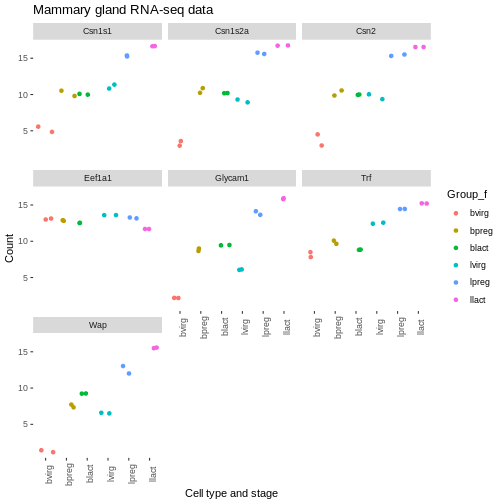 Mammary gland RNA-seq data
Csn1s1 Csn1s2a Csn2
15
10
5
Eef1a1 Glycam1 Trf
15
10
5
Wap
15
10
5
bvirg bpreg blact lvirg lpreg llact
bvirg bpreg blact lvirg lpreg llact
bvirg bpreg blact lvirg lpreg llact
Count
Cell type and stage
Group_f
bvirg
bpreg
blact
lvirg
lpreg
llact